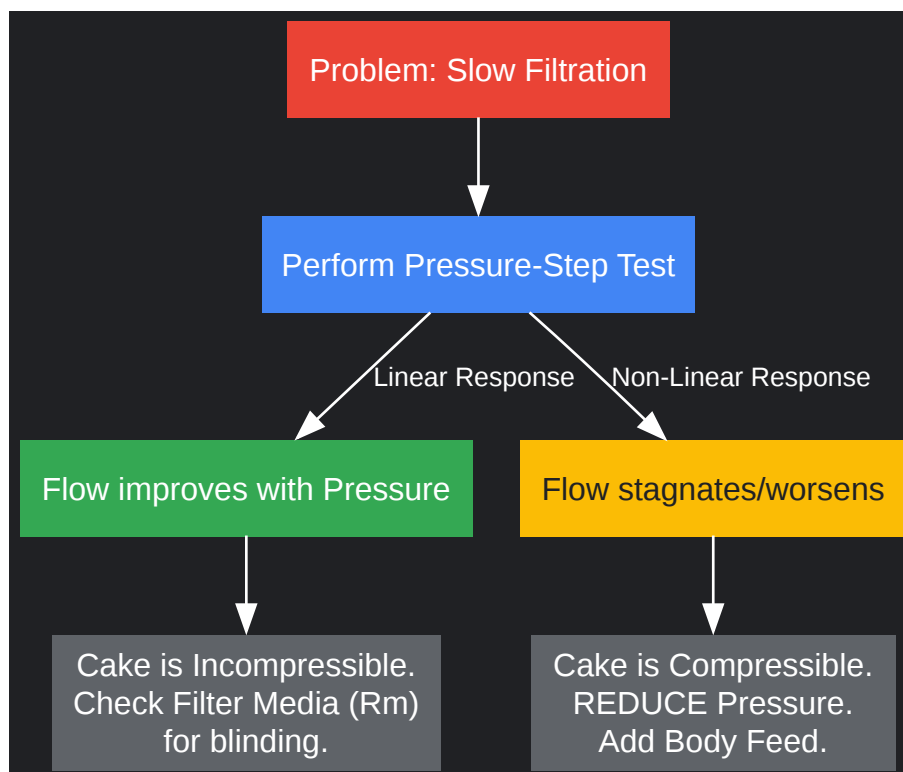 Problem: Slow Filtration
Perform Pressure-Step Test
Linear Response
Non-Linear Response
Flow improves with Pressure
Flow stagnates/worsens
Cake is Incompressible.
Check Filter Media (Rm)
for blinding.
Cake is Compressible.
REDUCE Pressure.
Add Body Feed.